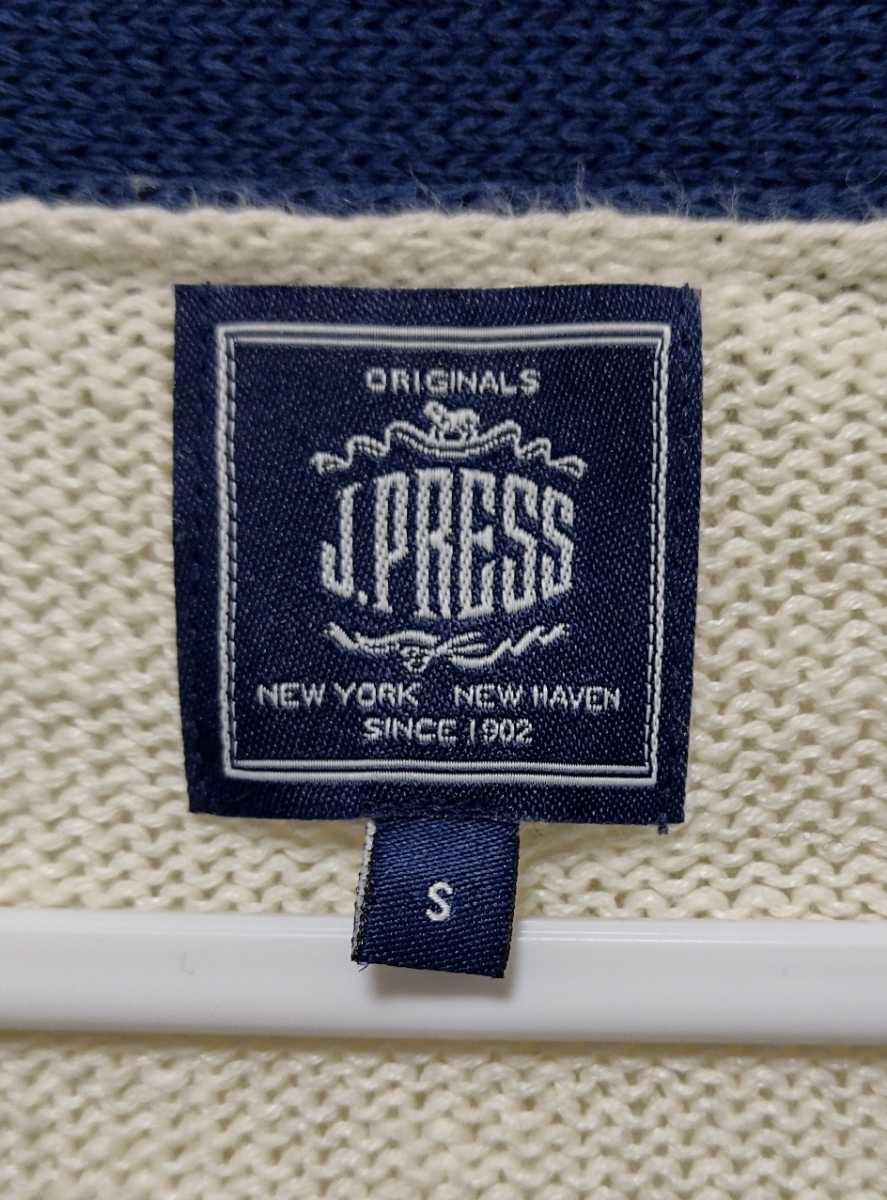 ORIGINALS
J.PRESS
NEW YORK NEW HAVEN
SINCE 1902
S